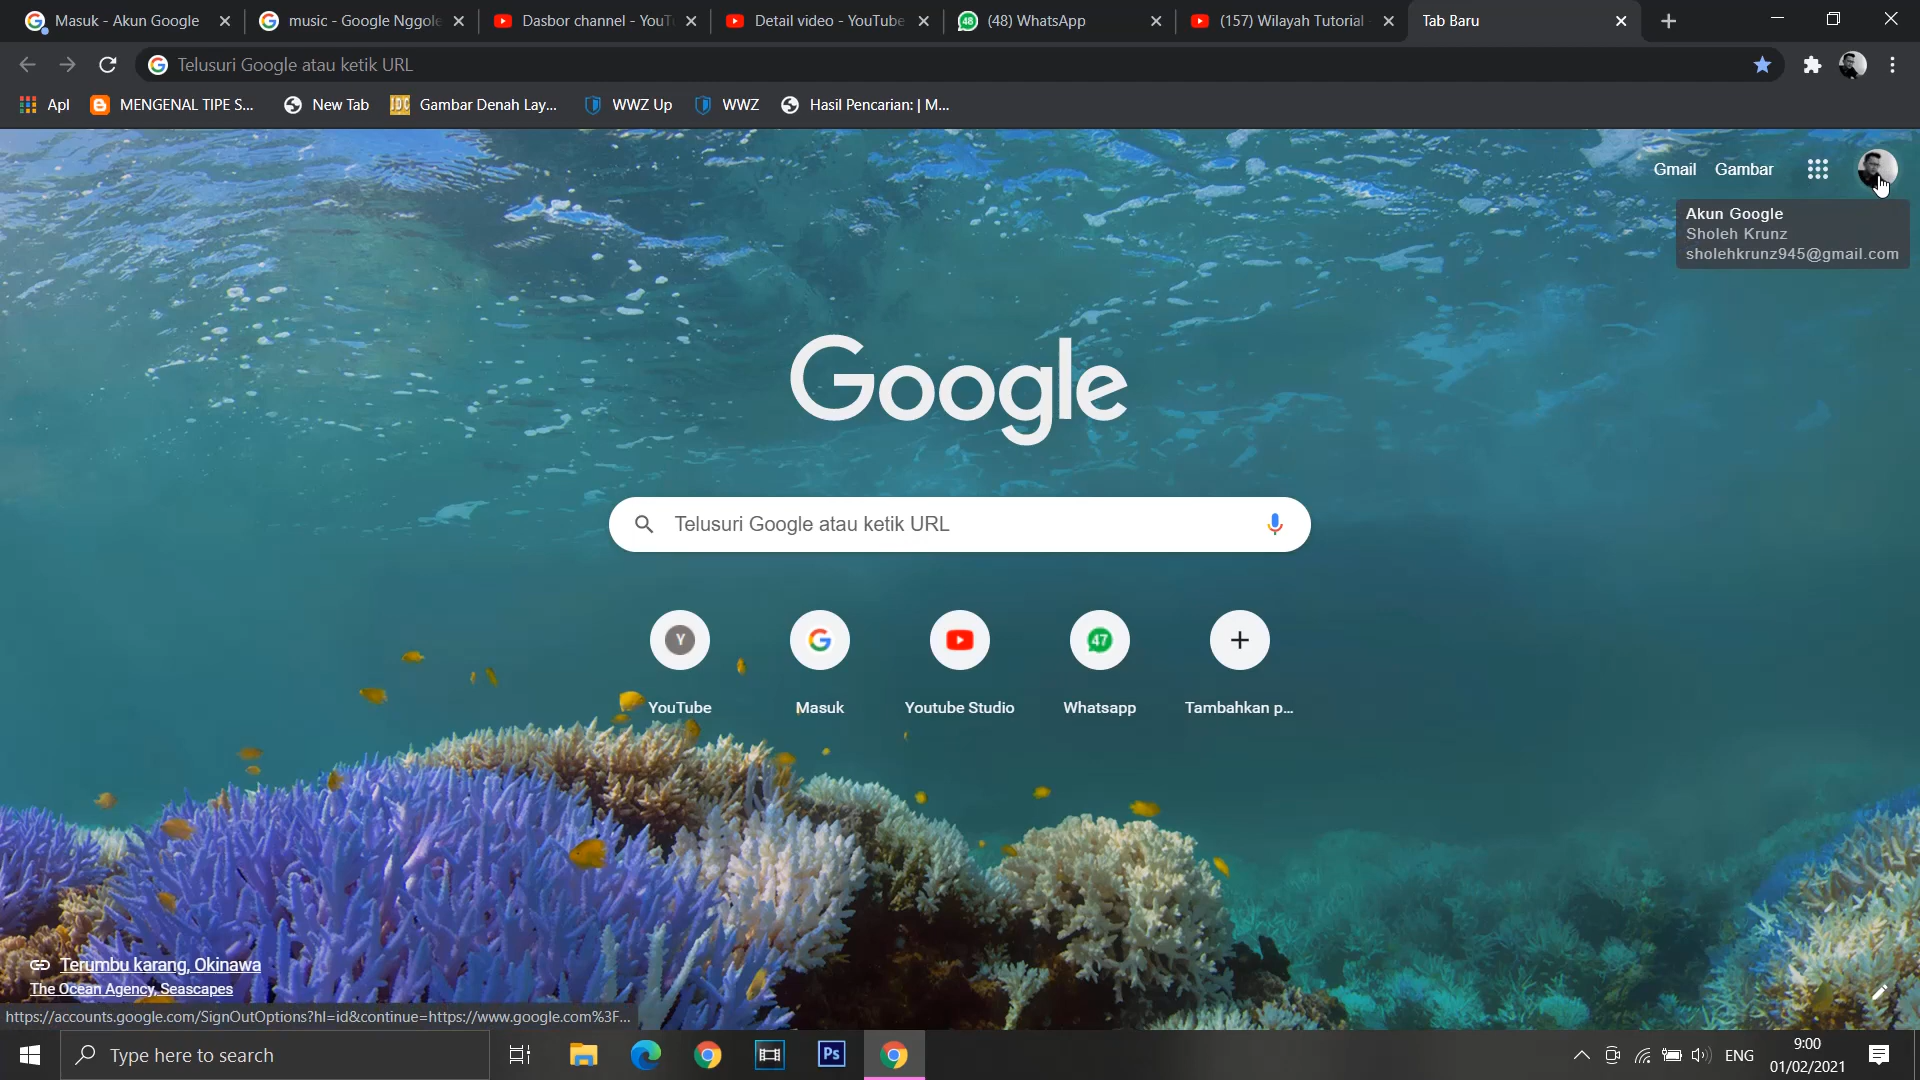 Masuk - Akun Google
music - Google Nggole
Dasbor channel - YouTu
Detail video - YouTube
(48) WhatsApp
(157) Wilayah Tutorial -
Tab Baru
Telusuri Google atau ketik URL
Apl
MENGENAL TIPE S...
New Tab
JDC
Gambar Denah Lay...
WWZ Up
WWZ
Hasil Pencarian: | M...
Gmail
Gambar
Akun Google
Sholeh Krunz
sholehkrunz945@gmail.com
Google
Telusuri Google atau ketik URL
Y
47
YouTube
Masuk
Youtube Studio
Whatsapp
Tambahkan p...
Terumbu karang, Okinawa
The Ocean Agency, Seascapes
https://accounts.google.com/SignOutOptions?hl=id&continue=https://www.google.com%3F...
Type here to search
Ps
ENG
9:00
01/02/2021